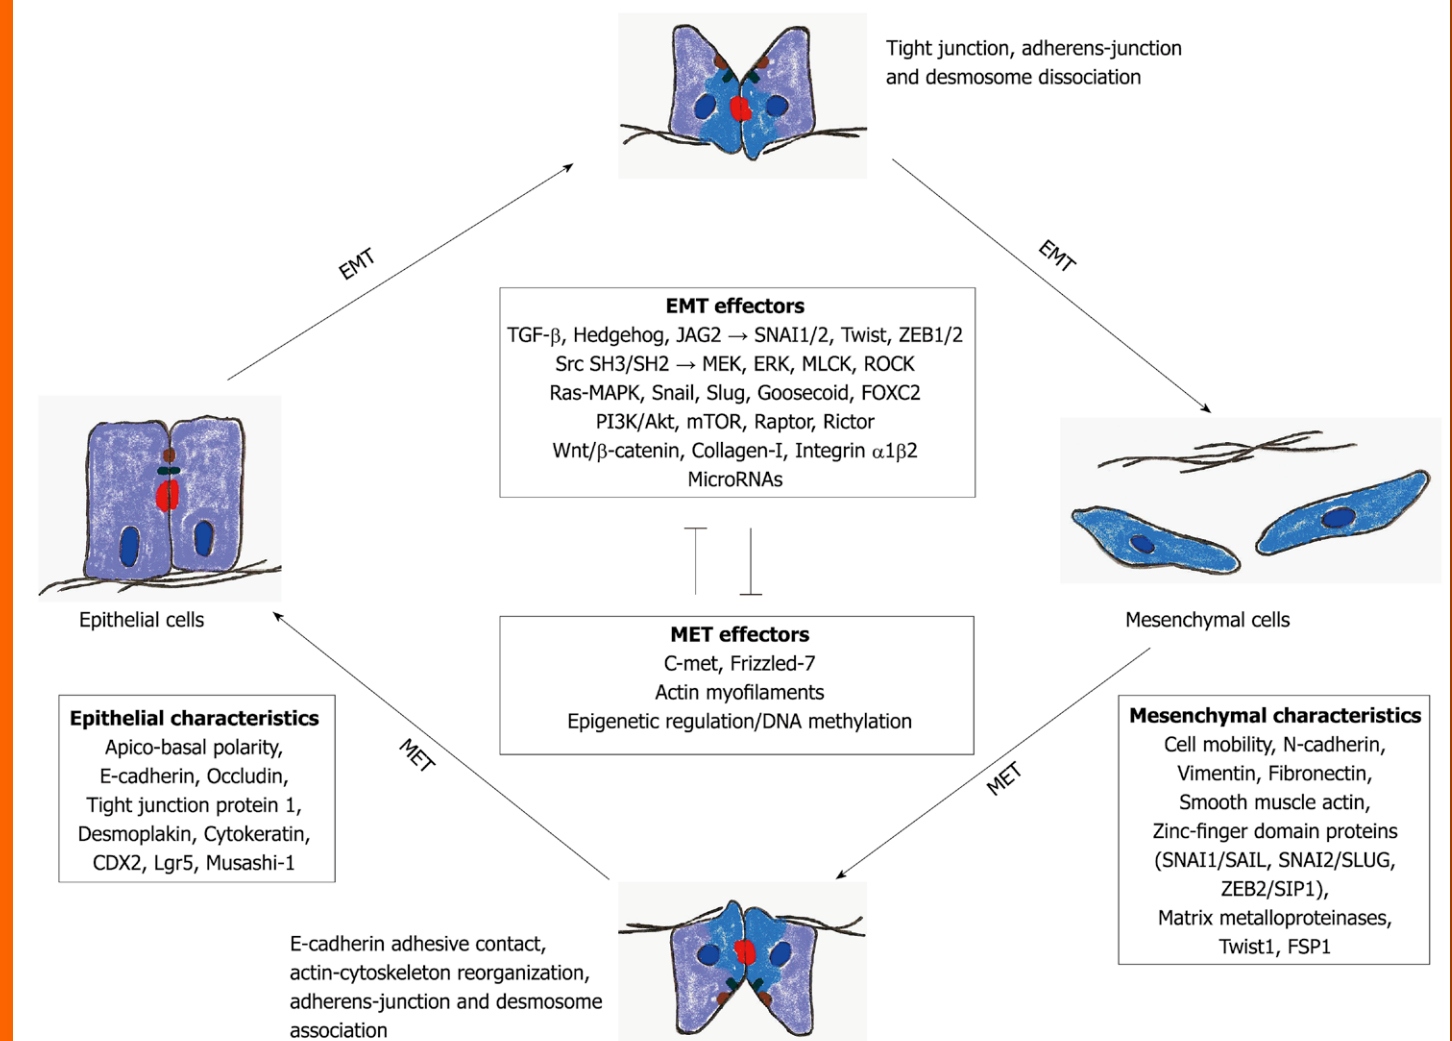 Tight junction, adherens-junction
and desmosome dissociation
EMT
EMT
EMT effectors
TGF-β, Hedgehog, JAG2 → SNAI1/2, Twist, ZEB1/2
Src SH3/SH2 → MEK, ERK, MLCK, ROCK
Ras-MAPK, Snail, Slug, Goosecoid, FOXC2
PI3K/Akt, mTOR, Raptor, Rictor
Wnt/β-catenin, Collagen-I, Integrin α1β2
MicroRNAs
Epithelial cells
Mesenchymal cells
MET effectors
C-met, Frizzled-7
Actin myofilaments
Epigenetic regulation/DNA methylation
Epithelial characteristics
Apico-basal polarity,
E-cadherin, Occludin,
Tight junction protein 1,
Desmoplakin, Cytokeratin,
CDX2, Lgr5, Musashi-1
MET
MET
Mesenchymal characteristics
Cell mobility, N-cadherin,
Vimentin, Fibronectin,
Smooth muscle actin,
Zinc-finger domain proteins
(SNAI1/SAIL, SNAI2/SLUG,
ZEB2/SIP1),
Matrix metalloproteinases,
Twist1, FSP1
E-cadherin adhesive contact,
actin-cytoskeleton reorganization,
adherens-junction and desmosome
association